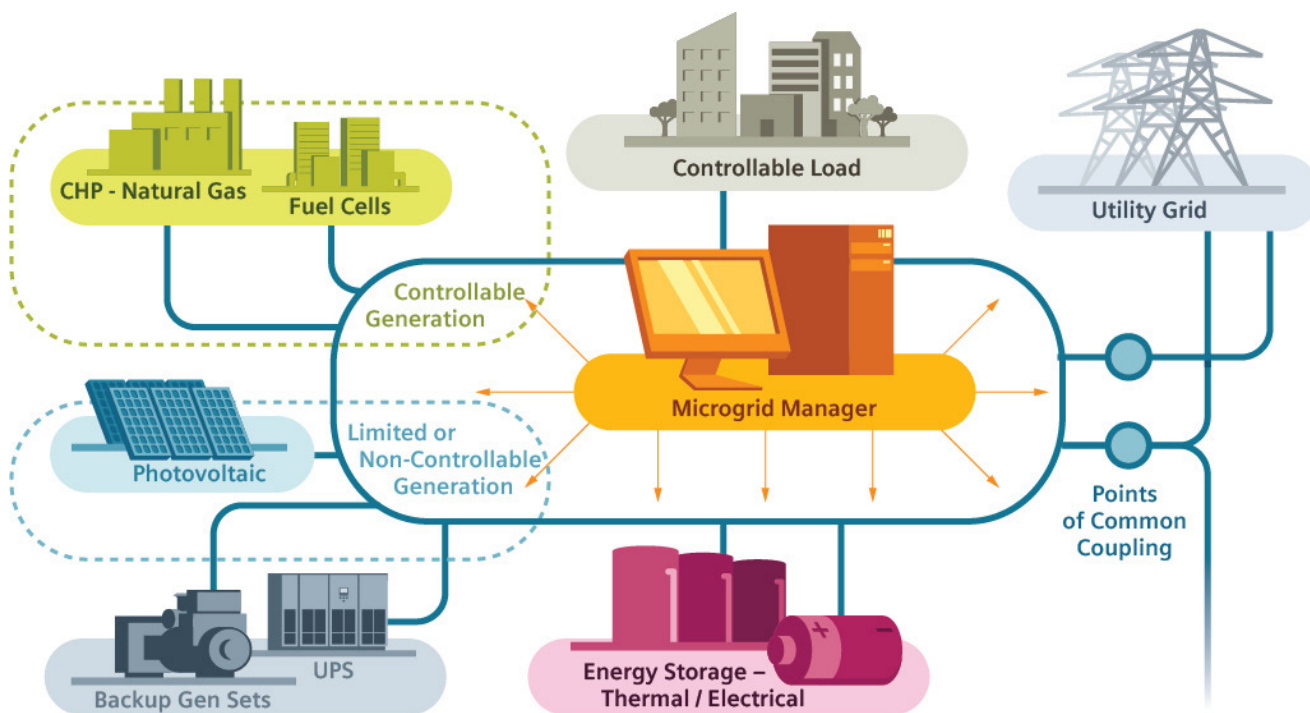 Controllable Load
CHP - Natural Gas
Fuel Cells
Utility Grid
Controllable
Generation
Microgrid Manager
Photovoltaic
Limited or
Non-Controllable
Generation
Points
of Common
Coupling
UPS
Backup Gen Sets
Energy Storage –
Thermal / Electrical